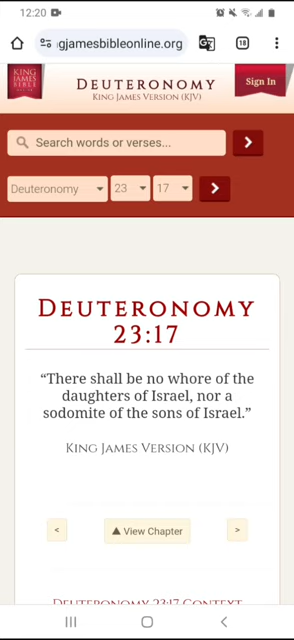 12:20
gjamesbibleonline.org
18
KING
JAMES
BIBLE
DEUTERONOMY
KING JAMES VERSION (KJV)
Sign In
Search words or verses...
Deuteronomy 23 17
DEUTERONOMY
23:17
“There shall be no whore of the
daughters of Israel, nor a
sodomite of the sons of Israel.”
KING JAMES VERSION (KJV)
< ▲ View Chapter >
DEUTERONOMY 23:17 CONTEXT